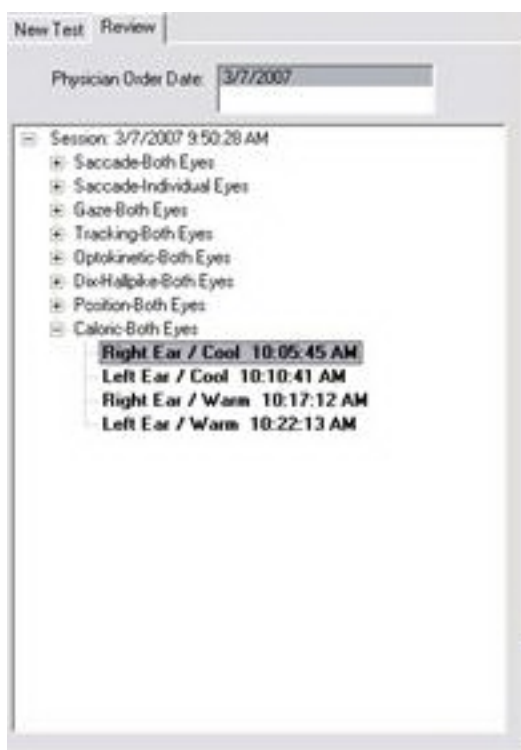 New Test Review
Physician Order Date: 3/7/2007
Session: 3/7/2007 9:50:28 AM
Saccade-Both Eyes
Saccade-Individual Eyes
Gaze-Both Eyes
Tracking-Both Eyes
Optokinetic-Both Eyes
Dix-Hallpike-Both Eyes
Position-Both Eyes
Caloric-Both Eyes
Right Ear / Cool 10:05:45 AM
Left Ear / Cool 10:10:41 AM
Right Ear / Warm 10:17:12 AM
Left Ear / Warm 10:22:13 AM